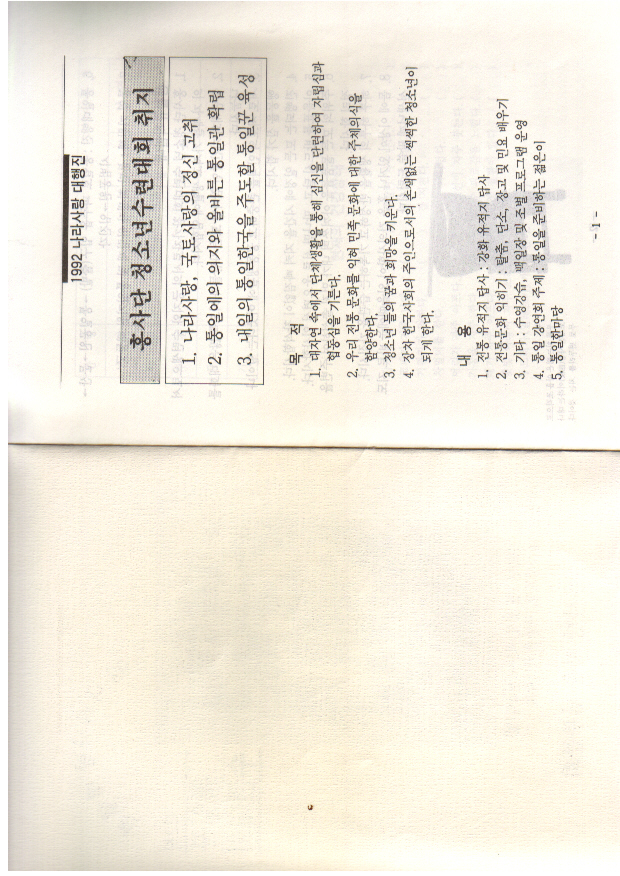 1992 나라사랑 대행진
흥사단 청소년수련대회 취지
1. 나라사랑, 국토사랑의 정신 고취
2. 통일에의 의지와 올바른 통일관 확립
3. 내일의 통일한국을 주도할 통일꾼 육성
목 적
1. 대자연 속에서 단체생활을 통해 심신을 단련하여 자립심과
협동심을 기른다.
2. 우리 전통 문화를 익혀 민족 문화에 대한 주체의식을
함양한다.
3. 청소년 들의 꿈과 희망을 키운다.
4. 장차 한국사회의 주인으로서의 손색없는 씩씩한 청소년이
되게 한다.
내 용
1. 전통 유적지 답사 : 강화 유적지 답사
2. 전통문화 익히기 : 탈춤, 단소, 장고 및 민요 배우기
3. 기타 : 수영강습, 백일장 및 조별 프로그램 운영
4. 통일 강연회 주제 : 통일을 준비하는 젊은이
5. 통일한마당
- 1 -